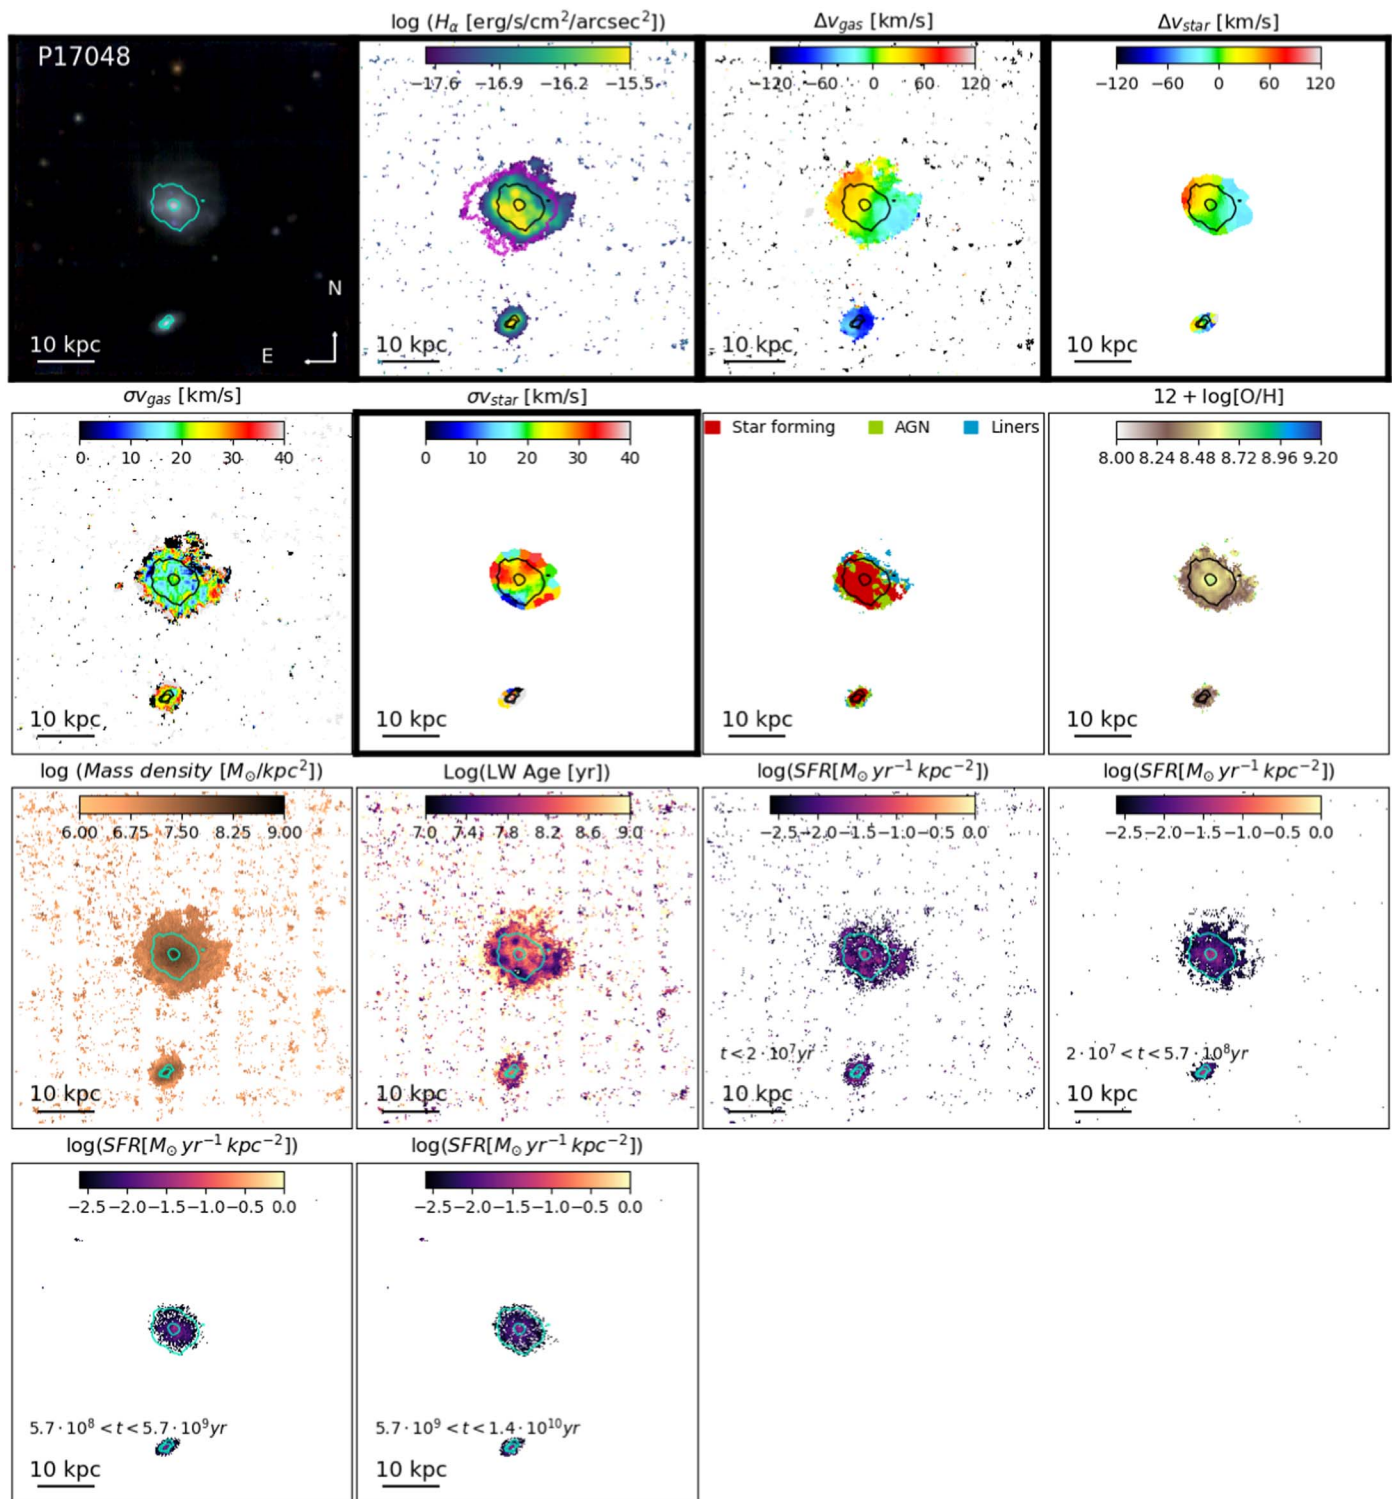 log (Hα [erg/s/cm²/arcsec²])
Δv_gas [km/s]
Δv_star [km/s]
P17048
−17.6 −16.9 −16.2 −15.5
−120 −60 0 60 120
−120 −60 0 60 120
N
E
10 kpc
10 kpc
10 kpc
10 kpc
σv_gas [km/s]
σv_star [km/s]
12 + log[O/H]
0 10 20 30 40
0 10 20 30 40
Star forming AGN Liners
8.00 8.24 8.48 8.72 8.96 9.20
10 kpc
10 kpc
10 kpc
10 kpc
log (Mass density [M⊙/kpc²])
Log(LW Age [yr])
log(SFR[M⊙ yr⁻¹ kpc⁻²])
log(SFR[M⊙ yr⁻¹ kpc⁻²])
6.00 6.75 7.50 8.25 9.00
7.0 7.4 7.8 8.2 8.6 9.0
−2.5 −2.0 −1.5 −1.0 −0.5 0.0
−2.5 −2.0 −1.5 −1.0 −0.5 0.0
t < 2 · 10⁷yr
2 · 10⁷ < t < 5.7 · 10⁸yr
10 kpc
10 kpc
10 kpc
10 kpc
log(SFR[M⊙ yr⁻¹ kpc⁻²])
log(SFR[M⊙ yr⁻¹ kpc⁻²])
−2.5 −2.0 −1.5 −1.0 −0.5 0.0
−2.5 −2.0 −1.5 −1.0 −0.5 0.0
5.7 · 10⁸ < t < 5.7 · 10⁹yr
5.7 · 10⁹ < t < 1.4 · 10¹⁰yr
10 kpc
10 kpc